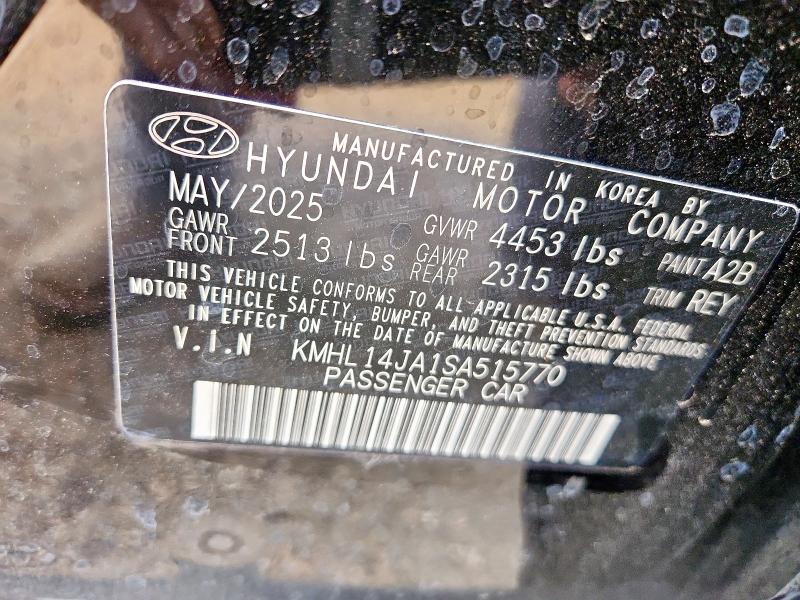 MANUFACTURED IN KOREA BY
HYUNDAI MOTOR COMPANY
MAY/2025 GVWR 4453 lbs PAINT A2B
GAWR FRONT 2513 lbs GAWR REAR 2315 lbs TRIM REY
THIS VEHICLE CONFORMS TO ALL APPLICABLE U.S.A. FEDERAL
MOTOR VEHICLE SAFETY, BUMPER, AND THEFT PREVENTION STANDARDS
IN EFFECT ON THE DATE OF MANUFACTURE SHOWN ABOVE
V.I.N KMHL14JA1SA515770
PASSENGER CAR